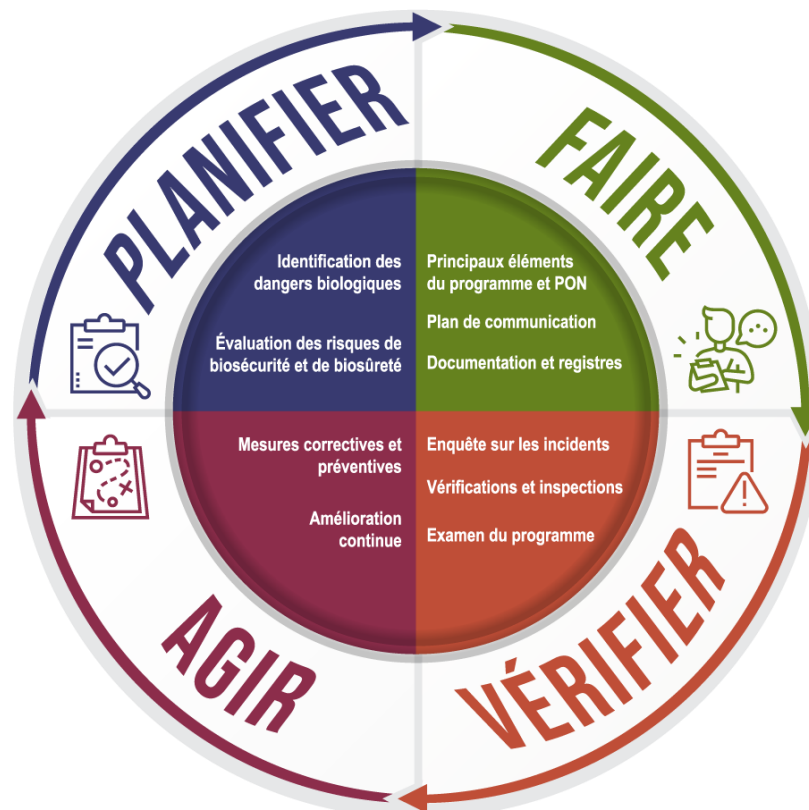 PLANIFIER
Identification des
dangers biologiques
Évaluation des risques de
biosécurité et de biosûreté
FAIRE
Principaux éléments
du programme et PON
Plan de communication
Documentation et registres
VÉRIFIER
Enquête sur les incidents
Vérifications et inspections
Examen du programme
AGIR
Mesures correctives et
préventives
Amélioration
continue